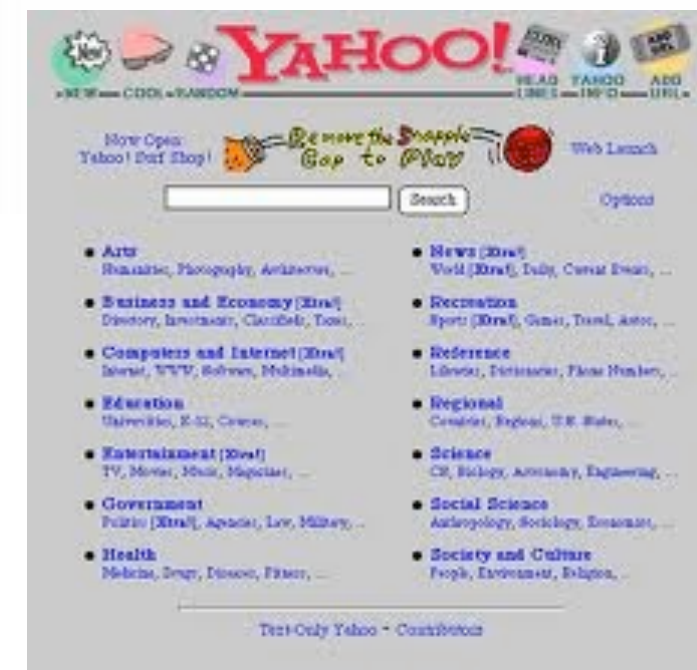 New
YAHOO!
ADD URL
NEW COOL RANDOM
HEAD LINES YAHOO INFO ADD URL
Now Open:
Yahoo! Surf Shop!
Remove the Snapple
Cap to Play
Web Launch
Search
Options
Arts
Humanities, Photography, Architecture, ...
Business and Economy [Xtra!]
Directory, Investments, Classifieds, Taxes, ...
Computers and Internet [Xtra!]
Internet, WWW, Software, Multimedia, ...
Education
Universities, K-12, Courses, ...
Entertainment [Xtra!]
TV, Movies, Music, Magazines, ...
Government
Politics [Xtra!], Agencies, Law, Military, ...
Health
Medicine, Drugs, Diseases, Fitness, ...
News [Xtra!]
World [Xtra!], Daily, Current Events, ...
Recreation
Sports [Xtra!], Games, Travel, Autos, ...
Reference
Libraries, Dictionaries, Phone Numbers, ...
Regional
Countries, Regions, U.S. States, ...
Science
CS, Biology, Astronomy, Engineering, ...
Social Science
Anthropology, Sociology, Economics, ...
Society and Culture
People, Environment, Religion, ...
Text-Only Yahoo - Contributors